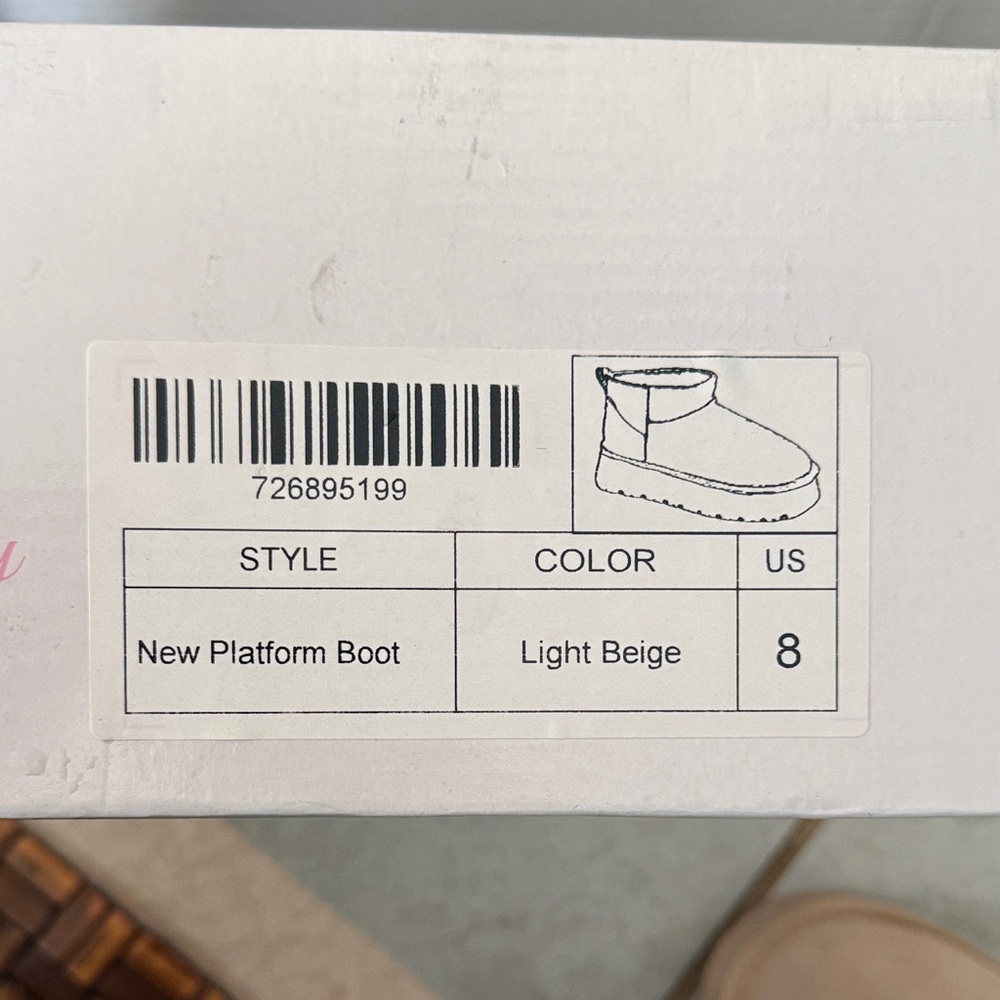 726895199
STYLE COLOR US
New Platform Boot Light Beige 8